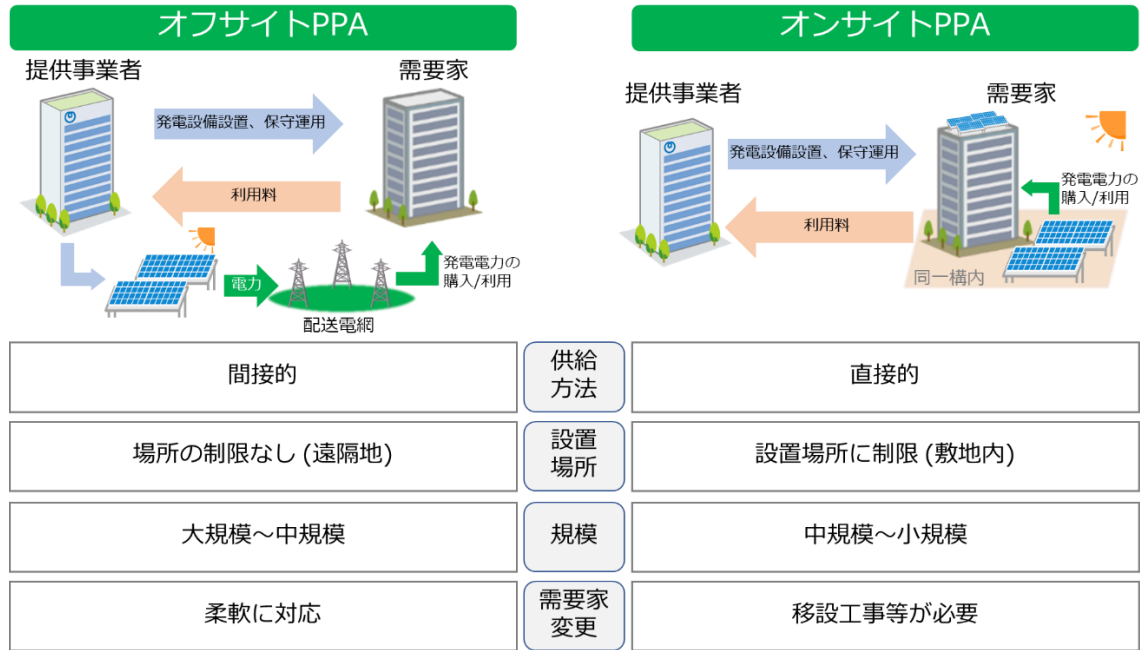 オフサイトPPA
提供事業者
需要家
発電設備設置、保守運用
利用料
電力
配送電網
発電電力の
購入/利用
オンサイトPPA
提供事業者
需要家
発電設備設置、保守運用
利用料
発電電力の
購入/利用
同一構内
間接的
供給
方法
直接的
場所の制限なし (遠隔地)
設置
場所
設置場所に制限 (敷地内)
大規模～中規模
規模
中規模～小規模
柔軟に対応
需要家
変更
移設工事等が必要